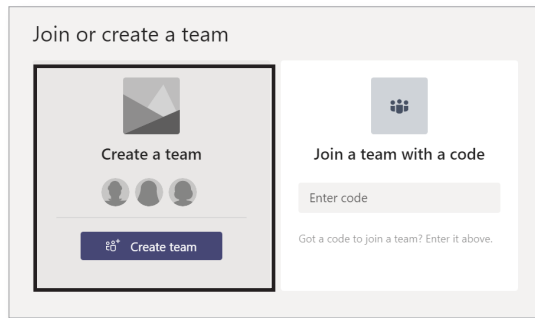 Join or create a team
Create a team
Create team
Join a team with a code
Enter code
Got a code to join a team? Enter it above.